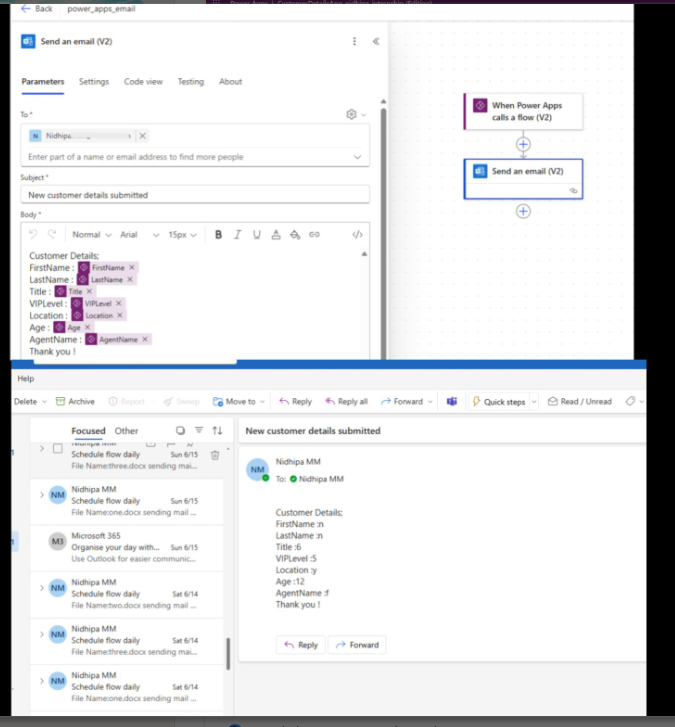 Back power_apps_email
Send an email (V2)
Parameters Settings Code view Testing About
To *
N Nidhipa
Enter part of a name or email address to find more people
Subject *
New customer details submitted
Body *
Normal Arial 15px B I U A </>
Customer Details;
FirstName : FirstName ×
LastName : LastName ×
Title : Title ×
VIPLevel : VIPLevel ×
Location : Location ×
Age : Age ×
AgentName : AgentName ×
Thank you !
When Power Apps
calls a flow (V2)
Send an email (V2)
Help
Delete Archive Report Sweep Move to Reply Reply all Forward Quick steps Read / Unread
Focused Other
Nidhipa MM
Schedule flow daily Sun 6/15
File Name:three.docx sending mai...
NM Nidhipa MM
Schedule flow daily Sun 6/15
File Name:one.docx sending mail ...
M3 Microsoft 365
Organise your day with... Sun 6/15
Use Outlook for easier communic...
NM Nidhipa MM
Schedule flow daily Sat 6/14
File Name:two.docx sending mail ...
NM Nidhipa MM
Schedule flow daily Sat 6/14
File Name:three.docx sending mai...
NM Nidhipa MM
Schedule flow daily Sat 6/14
File Name:one.docx sending mail ...
New customer details submitted
NM Nidhipa MM
To: Nidhipa MM
Customer Details;
FirstName :n
LastName :n
Title :6
VIPLevel :5
Location :y
Age :12
AgentName :f
Thank you !
Reply Forward